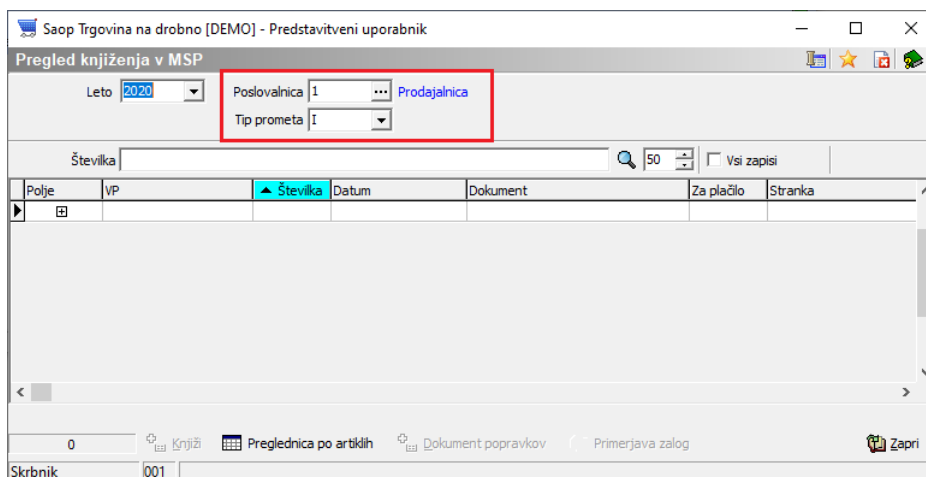 Saop Trgovina na drobno [DEMO] - Predstavitveni uporabnik
Pregled knjiženja v MSP
Leto 2020 Poslovalnica 1 ... Prodajalnica
Tip prometa I
Številka 50 Vsi zapisi
Polje VP Številka Datum Dokument Za plačilo Stranka
0 Knjiži Preglednica po artiklih Dokument popravkov Primerjava zalog Zapri
Skrbnik 001